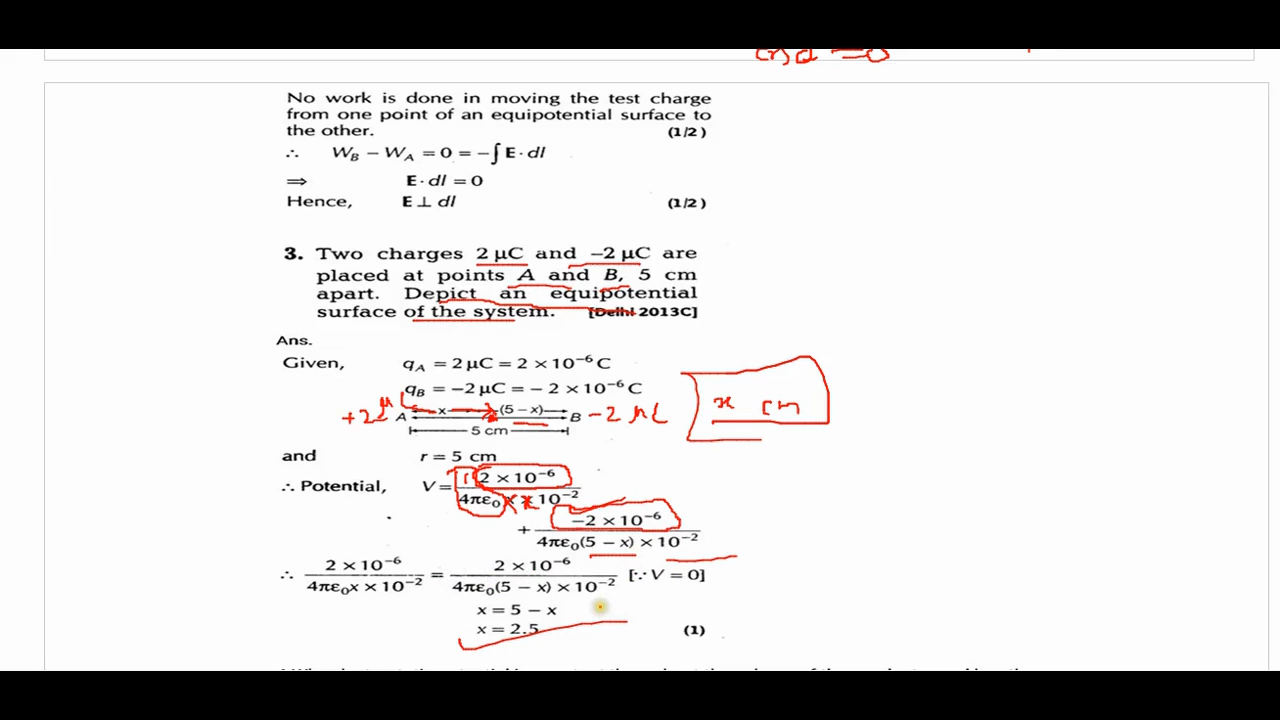 No work is done in moving the test charge
from one point of an equipotential surface to
the other. (1/2)
∴ W_B − W_A = 0 = −∫ E · dl
⇒ E · dl = 0
Hence, E ⊥ dl (1/2)
3. Two charges 2 μC and −2 μC are
placed at points A and B, 5 cm
apart. Depict an equipotential
surface of the system. [Delhi 2013C]
Ans.
Given, q_A = 2 μC = 2 × 10⁻⁶ C
q_B = −2 μC = − 2 × 10⁻⁶ C
x cm
+2 μC A x (5 − x) B −2 μC
5 cm
and r = 5 cm
∴ Potential, V = 2 × 10⁻⁶ / 4πε₀ x × 10⁻²
+ −2 × 10⁻⁶ / 4πε₀(5 − x) × 10⁻²
∴ 2 × 10⁻⁶ / 4πε₀x × 10⁻² = 2 × 10⁻⁶ / 4πε₀(5 − x) × 10⁻² [∵ V = 0]
x = 5 − x
x = 2.5 (1)